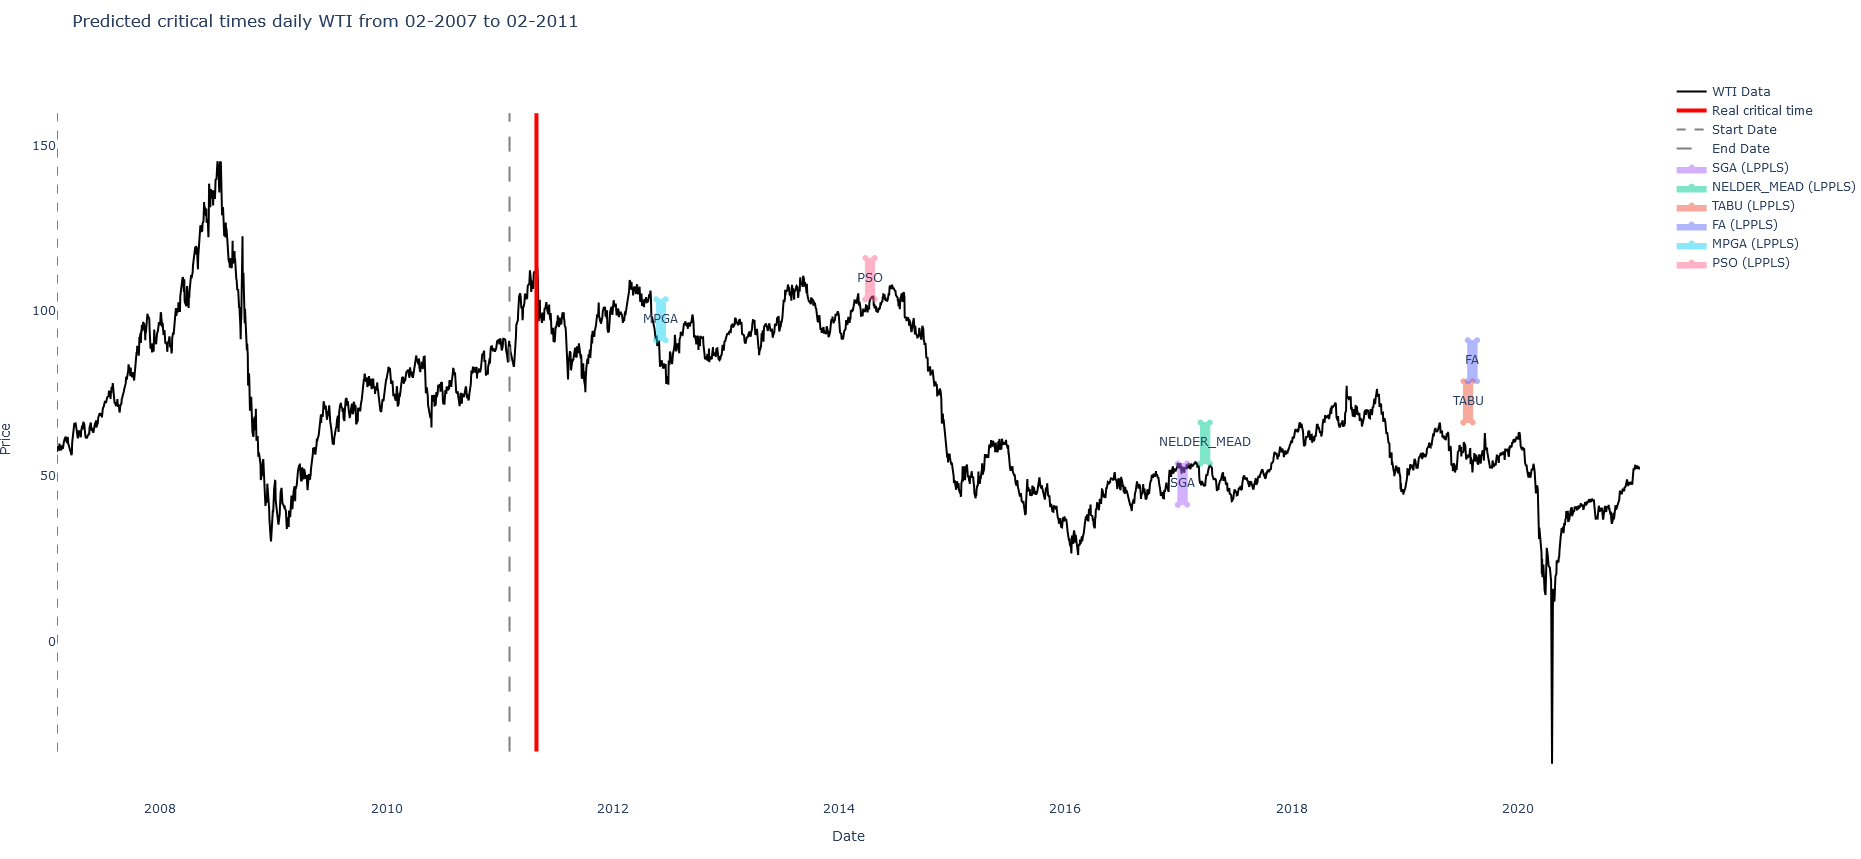 Predicted critical times daily WTI from 02-2007 to 02-2011
WTI Data
Real critical time
Start Date
End Date
SGA (LPPLS)
NELDER_MEAD (LPPLS)
TABU (LPPLS)
FA (LPPLS)
MPGA (LPPLS)
PSO (LPPLS)
150
100
50
0
Price
PSO
MPGA
FA
TABU
NELDER_MEAD
SGA
2008
2010
2012
2014
2016
2018
2020
Date